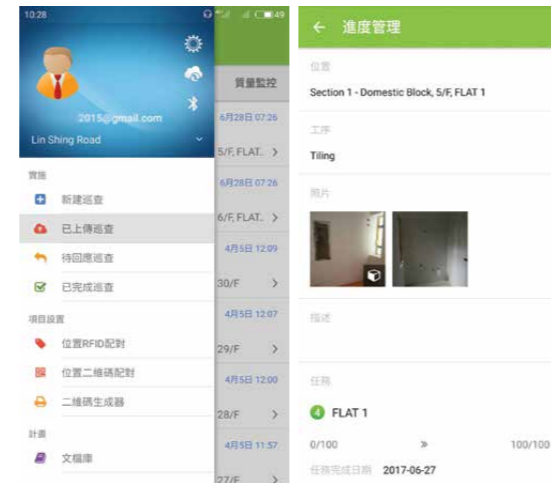 10:28
49
2015@gmail.com
Lin Shing Road
實施
新建巡查
已上傳巡查
待回應巡查
已完成巡查
項目設置
位置RFID配對
位置二維碼配對
二維碼生成器
計畫
文檔庫
質量監控
6月28日 07:26
5/F, FLAT..
6月28日 07:26
6/F, FLAT..
4月5日 12:09
30/F
4月5日 12:07
29/F
4月5日 12:00
28/F
4月5日 11:57
27/F
進度管理
位置
Section 1 - Domestic Block, 5/F, FLAT 1
工序
Tiling
照片
描述
任務
4 FLAT 1
0/100 » 100/100
任務完成日期 2017-06-27